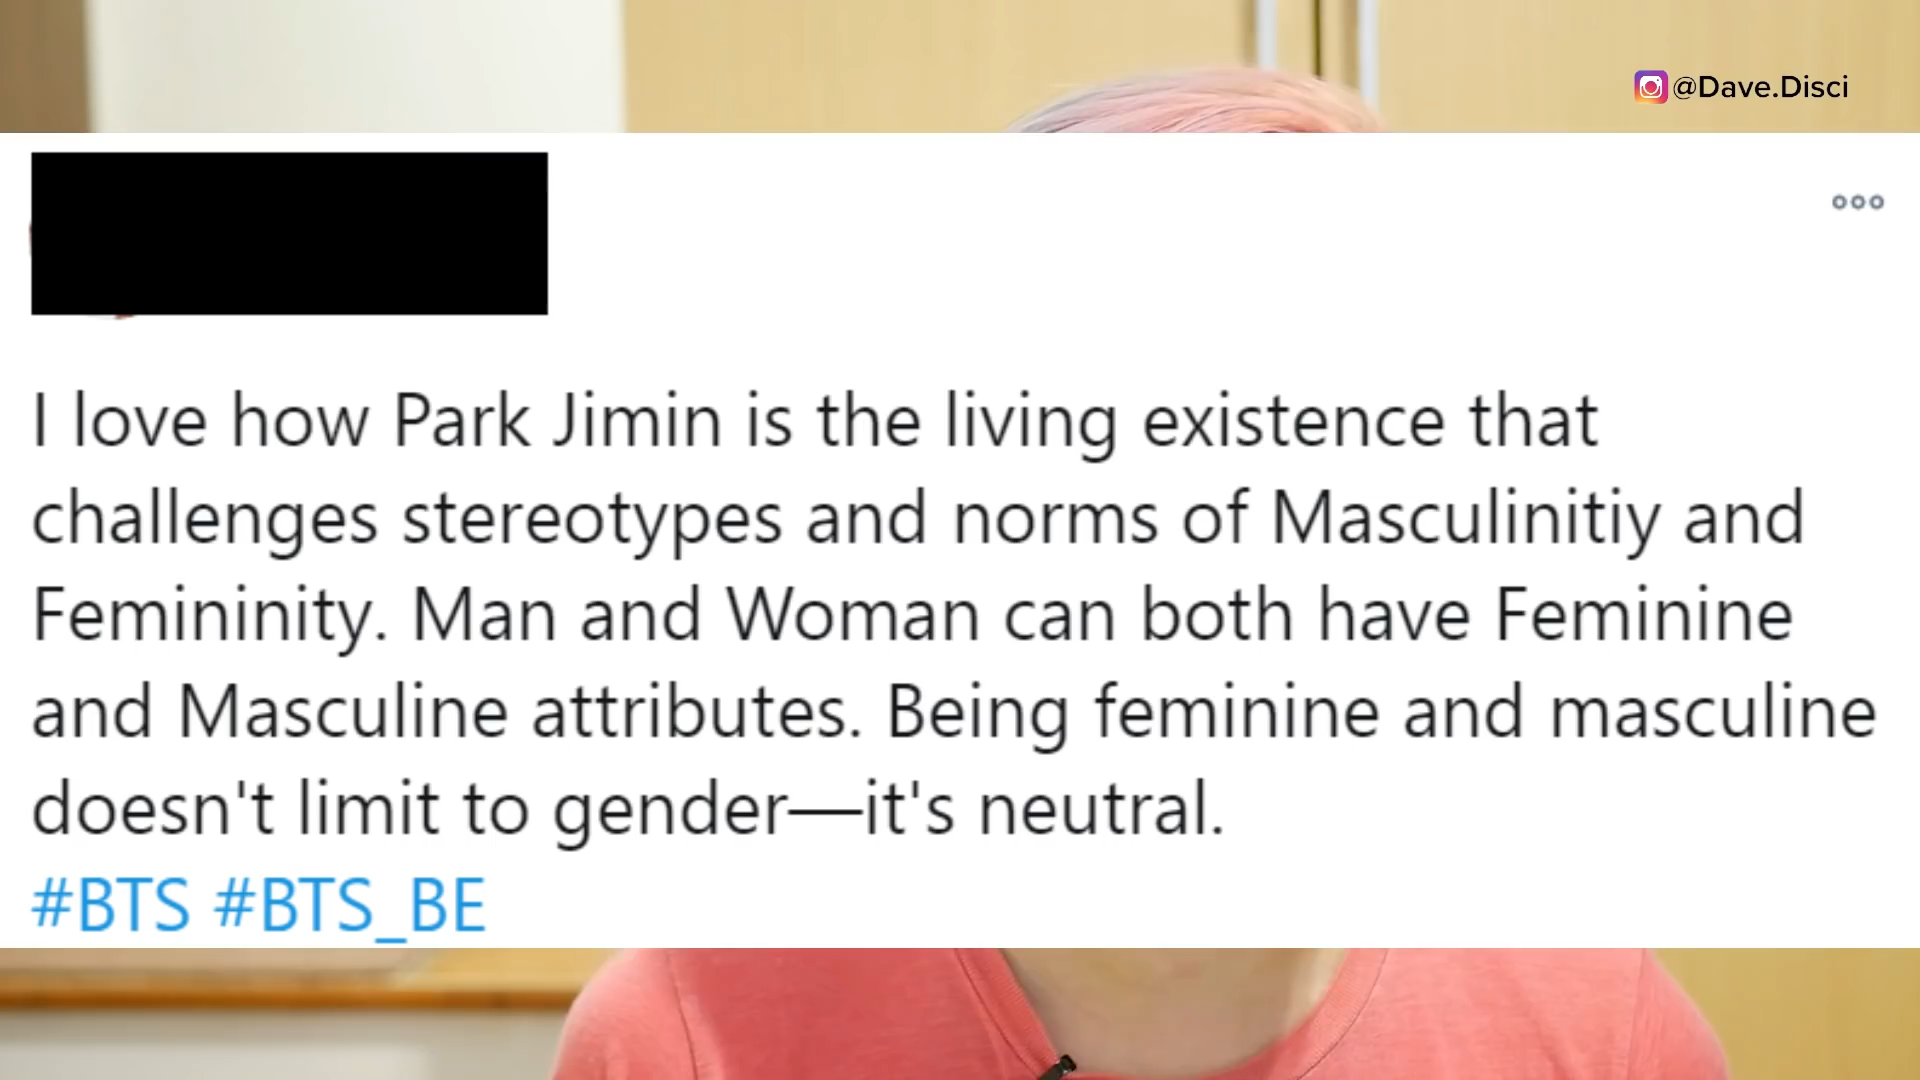 @Dave.Disci
I love how Park Jimin is the living existence that
challenges stereotypes and norms of Masculinitiy and
Femininity. Man and Woman can both have Feminine
and Masculine attributes. Being feminine and masculine
doesn't limit to gender—it's neutral.
#BTS #BTS_BE